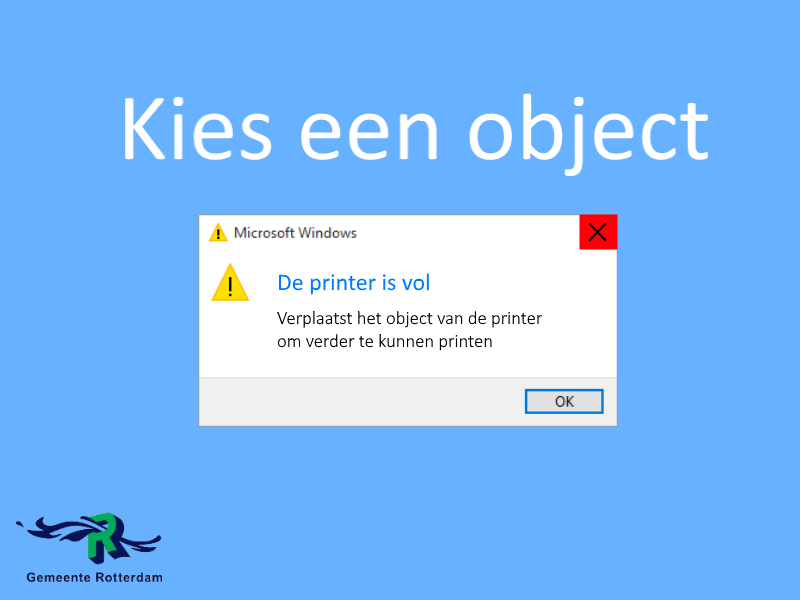 Kies een object
Microsoft Windows
De printer is vol
Verplaatst het object van de printer
om verder te kunnen printen
OK
Gemeente Rotterdam